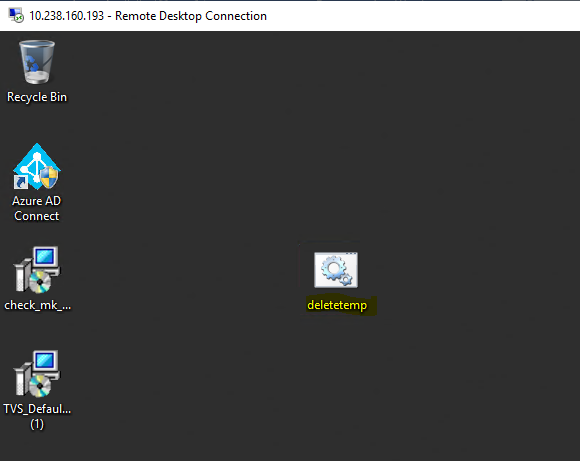 10.238.160.193 - Remote Desktop Connection
Recycle Bin
Azure AD
Connect
check_mk_...
deletetemp
TVS_Defaul...
(1)